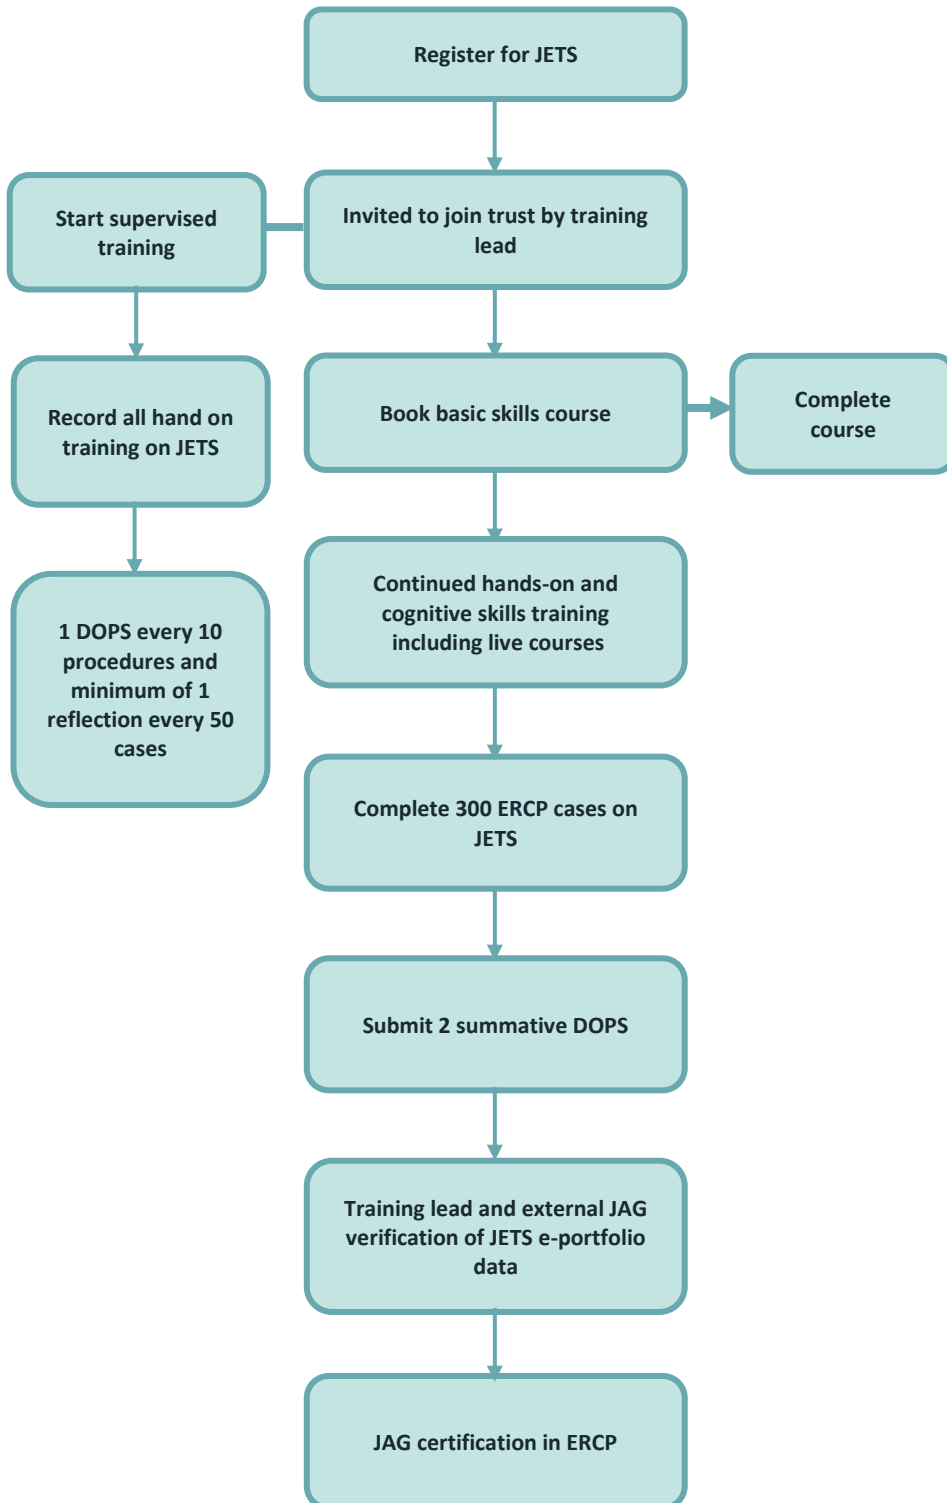 Register for JETS
Start supervised
training
Invited to join trust by training
lead
Record all hand on
training on JETS
Book basic skills course
Complete
course
1 DOPS every 10
procedures and
minimum of 1
reflection every 50
cases
Continued hands-on and
cognitive skills training
including live courses
Complete 300 ERCP cases on
JETS
Submit 2 summative DOPS
Training lead and external JAG
verification of JETS e-portfolio
data
JAG certification in ERCP